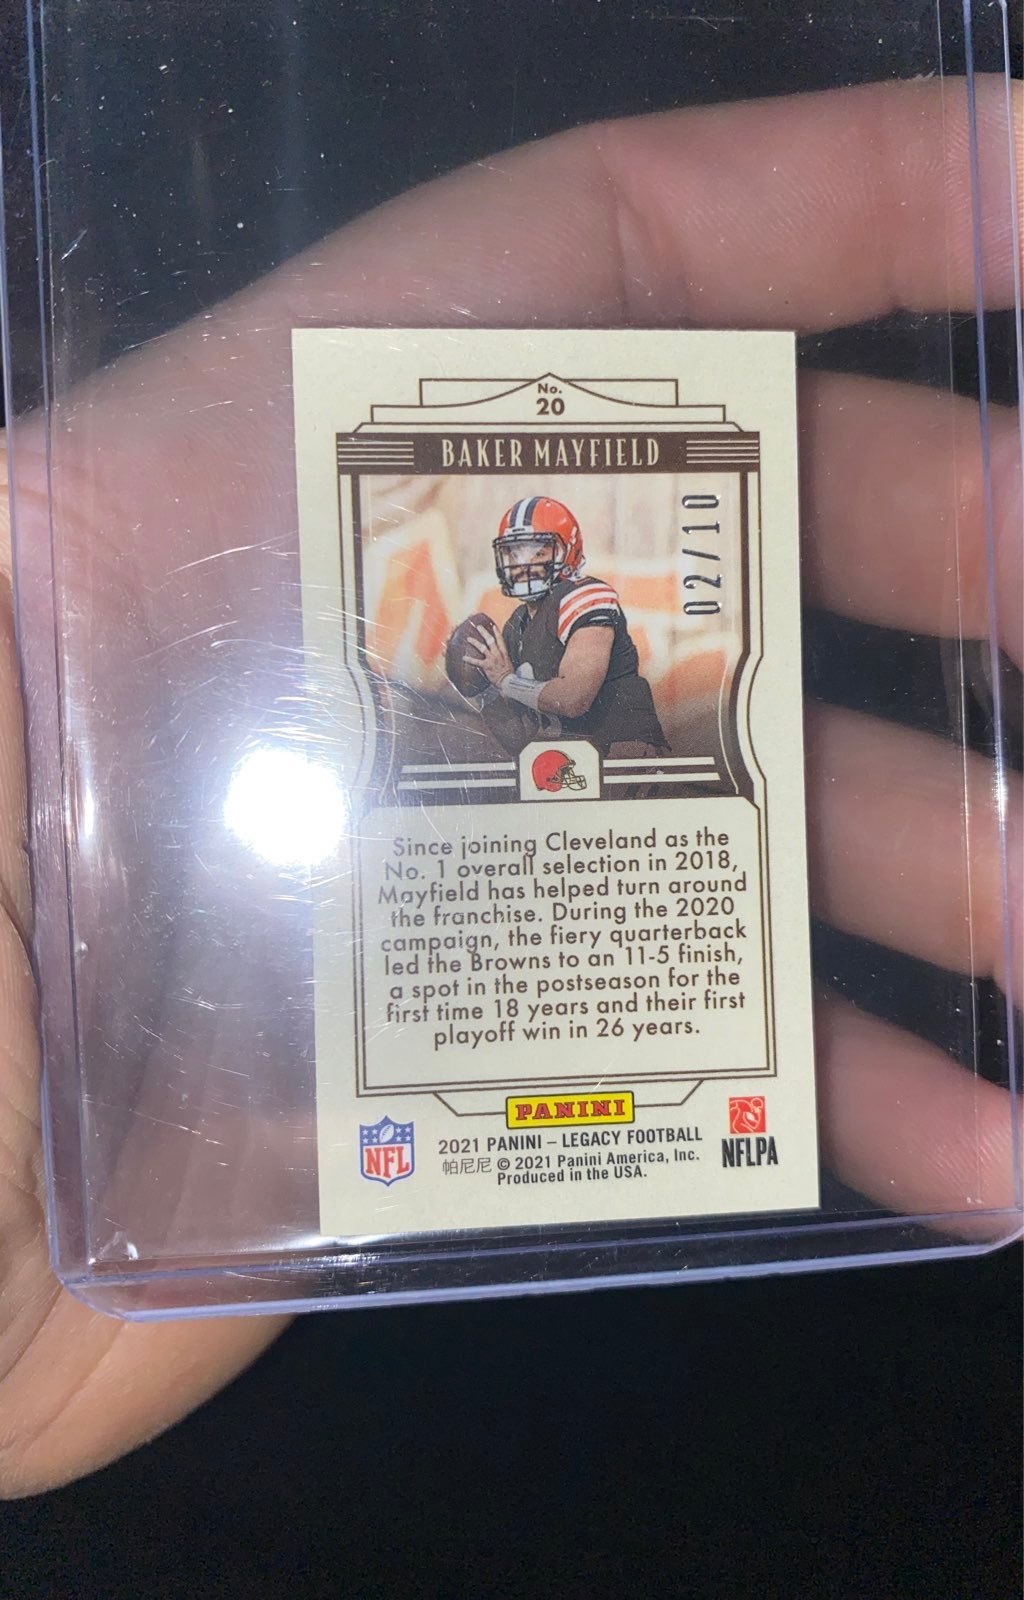 No.
20
BAKER MAYFIELD
02/10
Since joining Cleveland as the
No. 1 overall selection in 2018,
Mayfield has helped turn around
the franchise. During the 2020
campaign, the fiery quarterback
led the Browns to an 11-5 finish,
a spot in the postseason for the
first time 18 years and their first
playoff win in 26 years.
PANINI
NFL
2021 PANINI – LEGACY FOOTBALL
帕尼尼 © 2021 Panini America, Inc.
Produced in the USA.
NFLPA